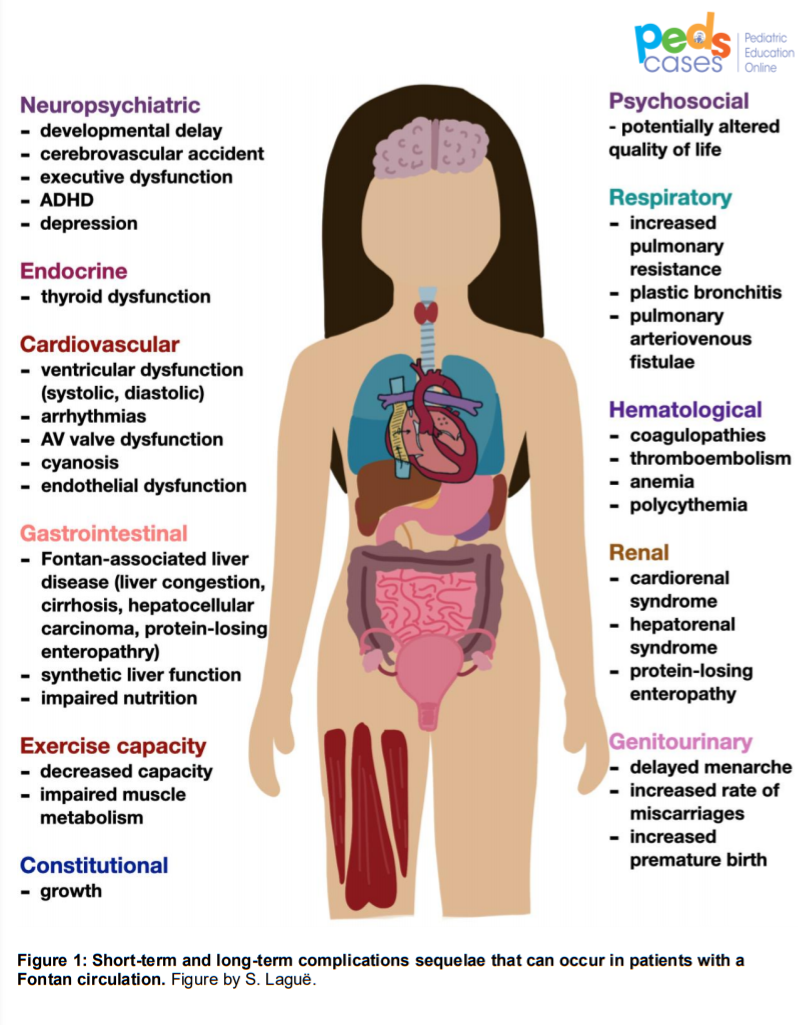 peds
cases
Pediatric
Education
Online
Neuropsychiatric
- developmental delay
- cerebrovascular accident
- executive dysfunction
- ADHD
- depression
Endocrine
- thyroid dysfunction
Cardiovascular
- ventricular dysfunction
(systolic, diastolic)
- arrhythmias
- AV valve dysfunction
- cyanosis
- endothelial dysfunction
Gastrointestinal
- Fontan-associated liver
disease (liver congestion,
cirrhosis, hepatocellular
carcinoma, protein-losing
enteropathry)
- synthetic liver function
- impaired nutrition
Exercise capacity
- decreased capacity
- impaired muscle
metabolism
Constitutional
- growth
Psychosocial
- potentially altered
quality of life
Respiratory
- increased
pulmonary
resistance
- plastic bronchitis
- pulmonary
arteriovenous
fistulae
Hematological
- coagulopathies
- thromboembolism
- anemia
- polycythemia
Renal
- cardiorenal
syndrome
- hepatorenal
syndrome
- protein-losing
enteropathy
Genitourinary
- delayed menarche
- increased rate of
miscarriages
- increased
premature birth
Figure 1: Short-term and long-term complications sequelae that can occur in patients with a
Fontan circulation. Figure by S. Laguë.